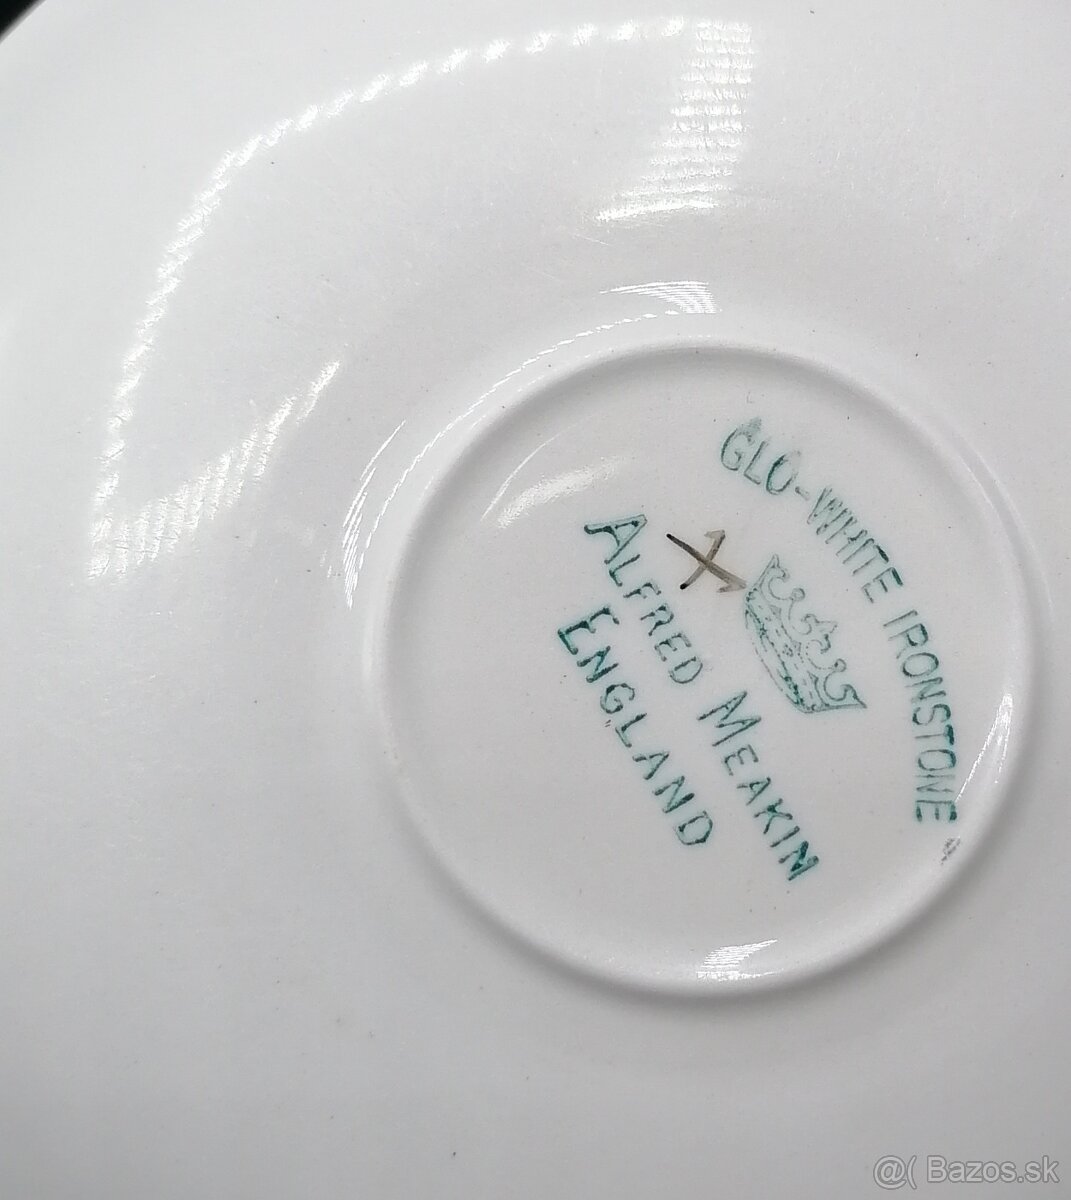 GLO-WHITE IRONSTONE
ALFRED MEAKIN
ENGLAND
@( Bazos.sk